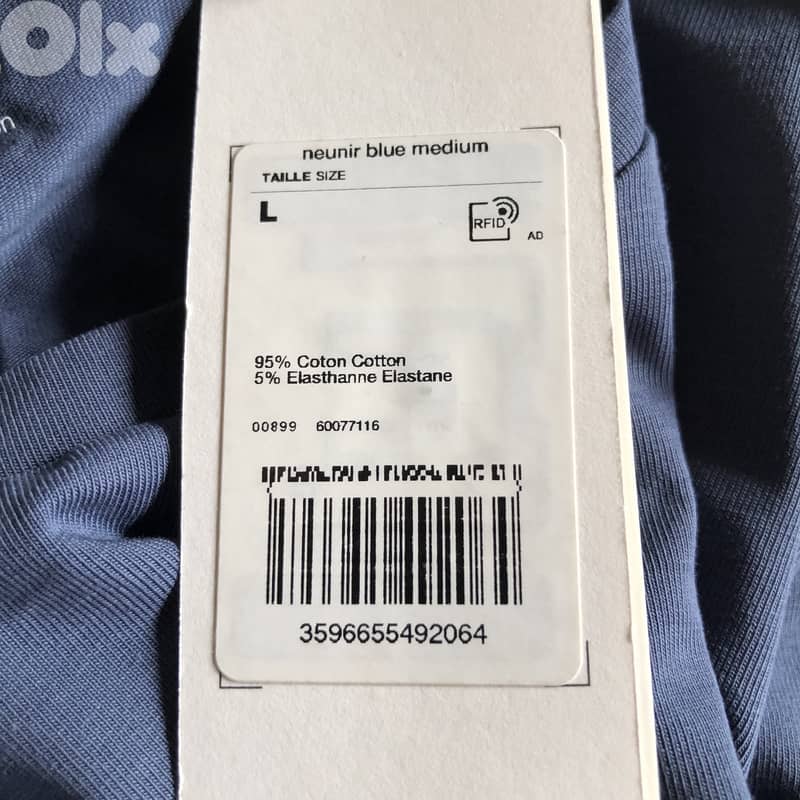 Olx
n
neunir blue medium
TAILLE SIZE
L
RFID
AD
95% Coton Cotton
5% Elasthanne Elastane
00899 60077116
3596655492064